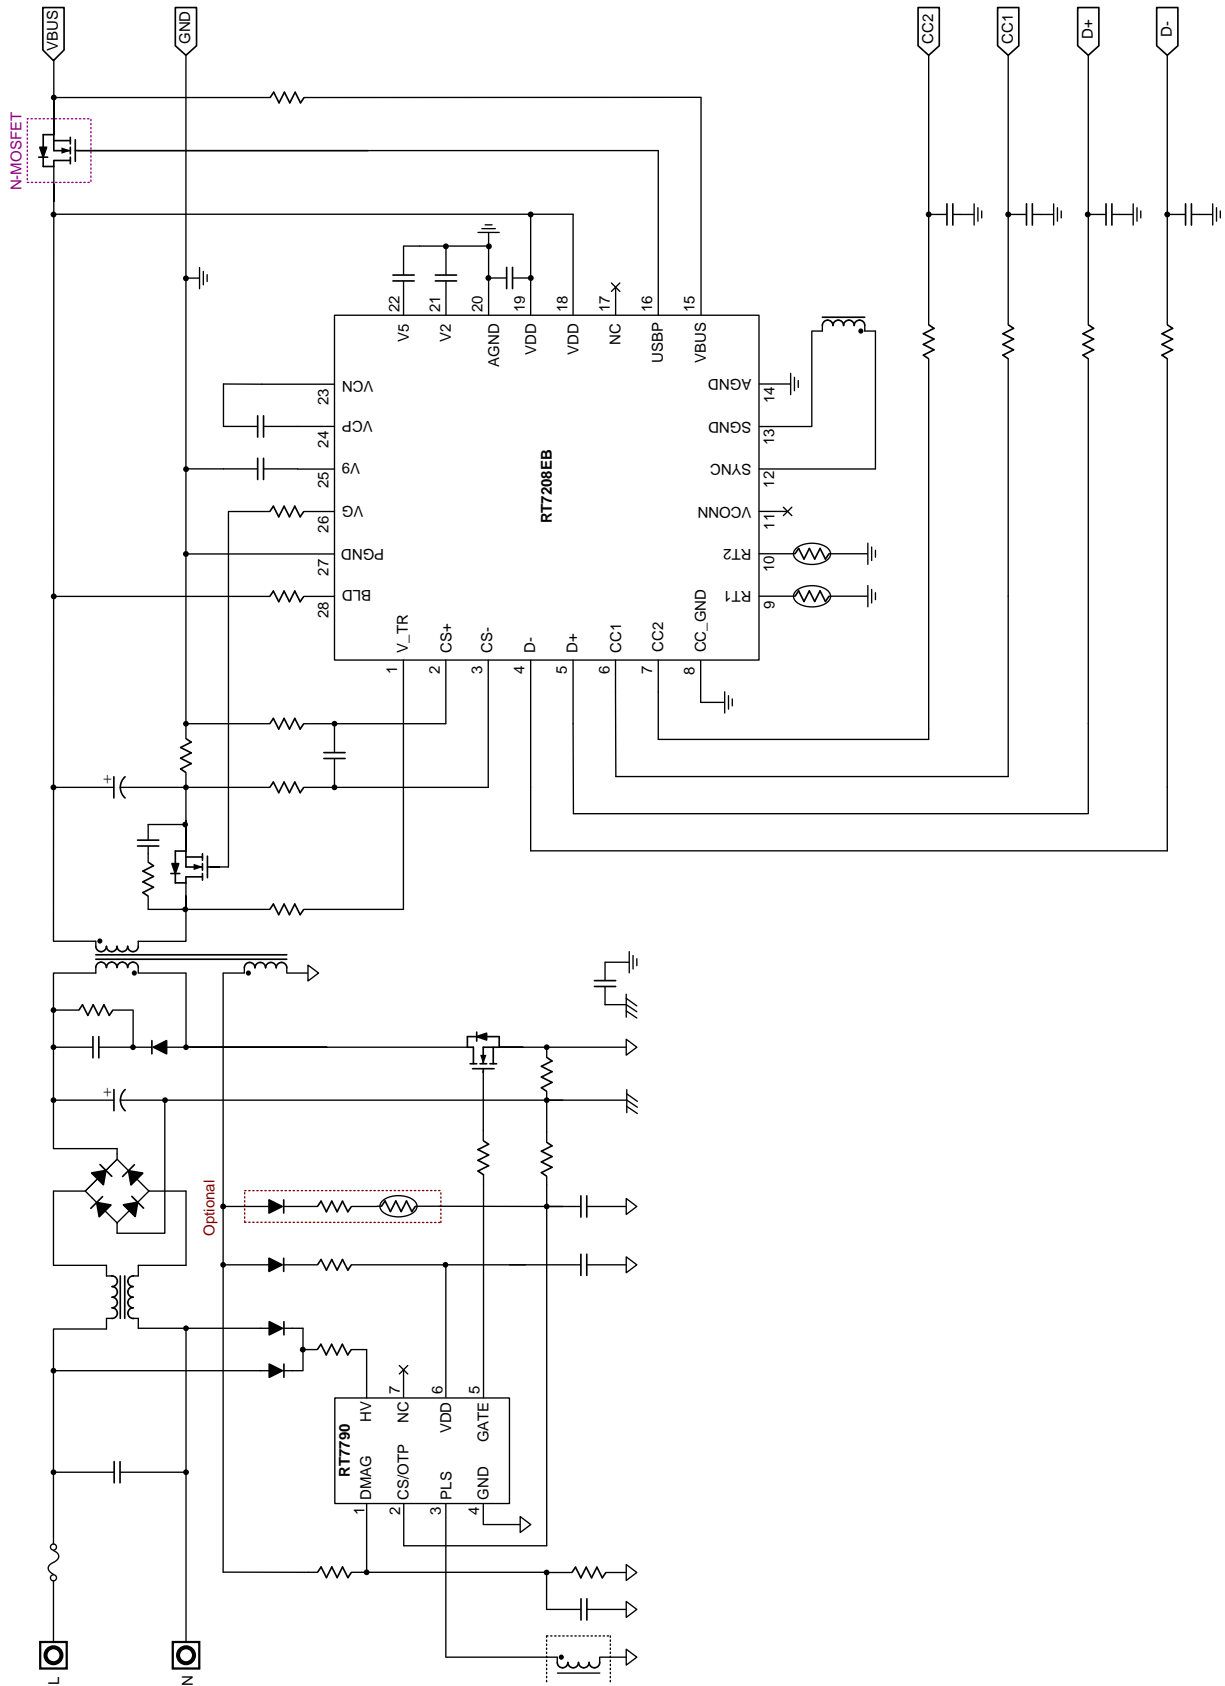 VBUS
GND
CC2
CC1
D+
D-
N-MOSFET
22
21
20
19
18
17
16
15
V5
V2
AGND
VDD
VDD
NC
USBP
VBUS
23
VCN
24
VCP
25
V9
26
VG
27
PGND
28
BLD
RT7208EB
AGND
14
SGND
13
SYNC
12
VCONN
11
RT2
10
RT1
9
V_TR
CS+
CS-
D-
D+
CC1
CC2
CC_GND
1
2
3
4
5
6
7
8
Optional
7
6
5
HV
NC
VDD
GATE
RT7790
DMAG
CS/OTP
PLS
GND
1
2
3
4
L
N